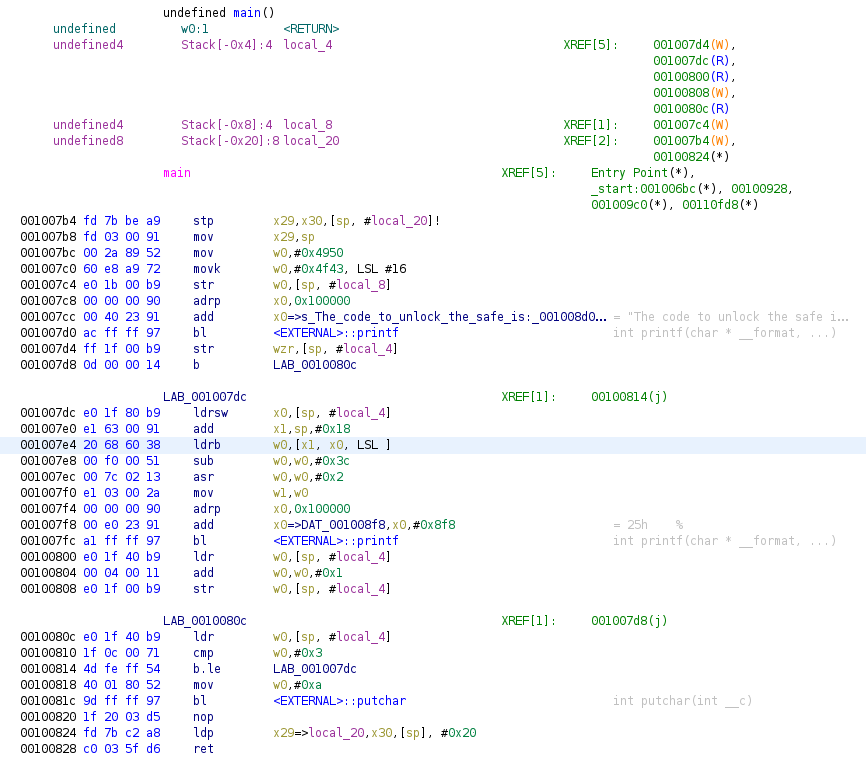 undefined main()
undefined w0:1 <RETURN>
undefined4 Stack[-0x4]:4 local_4 XREF[5]: 001007d4(W),
001007dc(R),
00100800(R),
00100808(W),
0010080c(R)
undefined4 Stack[-0x8]:4 local_8 XREF[1]: 001007c4(W)
undefined8 Stack[-0x20]:8 local_20 XREF[2]: 001007b4(W),
00100824(*)
main XREF[5]: Entry Point(*),
_start:001006bc(*), 00100928,
001009c0(*), 00110fd8(*)
001007b4 fd 7b be a9 stp x29,x30,[sp, #local_20]!
001007b8 fd 03 00 91 mov x29,sp
001007bc 00 2a 89 52 mov w0,#0x4950
001007c0 60 e8 a9 72 movk w0,#0x4f43, LSL #16
001007c4 e0 1b 00 b9 str w0,[sp, #local_8]
001007c8 00 00 00 90 adrp x0,0x100000
001007cc 00 40 23 91 add x0=>s_The_code_to_unlock_the_safe_is:_001008d0... = "The code to unlock the safe i...
001007d0 ac ff ff 97 bl <EXTERNAL>::printf int printf(char * __format, ...)
001007d4 ff 1f 00 b9 str wzr,[sp, #local_4]
001007d8 0d 00 00 14 b LAB_0010080c
LAB_001007dc XREF[1]: 00100814(j)
001007dc e0 1f 80 b9 ldrsw x0,[sp, #local_4]
001007e0 e1 63 00 91 add x1,sp,#0x18
001007e4 20 68 60 38 ldrb w0,[x1, x0, LSL ]
001007e8 00 f0 00 51 sub w0,w0,#0x3c
001007ec 00 7c 02 13 asr w0,w0,#0x2
001007f0 e1 03 00 2a mov w1,w0
001007f4 00 00 00 90 adrp x0,0x100000
001007f8 00 e0 23 91 add x0=>DAT_001008f8,x0,#0x8f8 = 25h %
001007fc a1 ff ff 97 bl <EXTERNAL>::printf int printf(char * __format, ...)
00100800 e0 1f 40 b9 ldr w0,[sp, #local_4]
00100804 00 04 00 11 add w0,w0,#0x1
00100808 e0 1f 00 b9 str w0,[sp, #local_4]
LAB_0010080c XREF[1]: 001007d8(j)
0010080c e0 1f 40 b9 ldr w0,[sp, #local_4]
00100810 1f 0c 00 71 cmp w0,#0x3
00100814 4d fe ff 54 b.le LAB_001007dc
00100818 40 01 80 52 mov w0,#0xa
0010081c 9d ff ff 97 bl <EXTERNAL>::putchar int putchar(int __c)
00100820 1f 20 03 d5 nop
00100824 fd 7b c2 a8 ldp x29=>local_20,x30,[sp], #0x20
00100828 c0 03 5f d6 ret